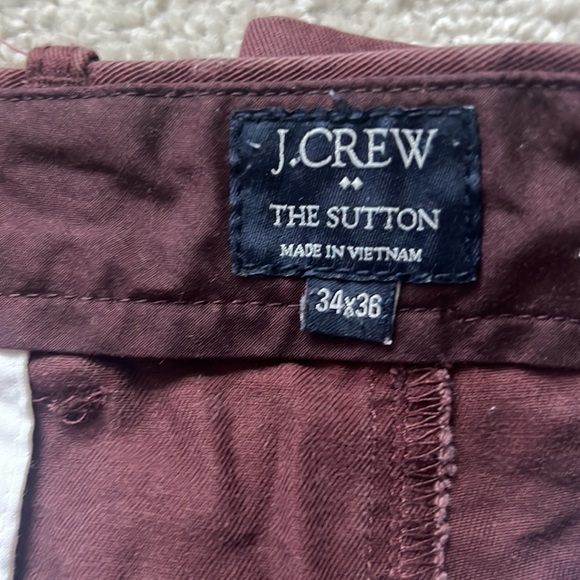 J.CREW
THE SUTTON
MADE IN VIETNAM
34x36